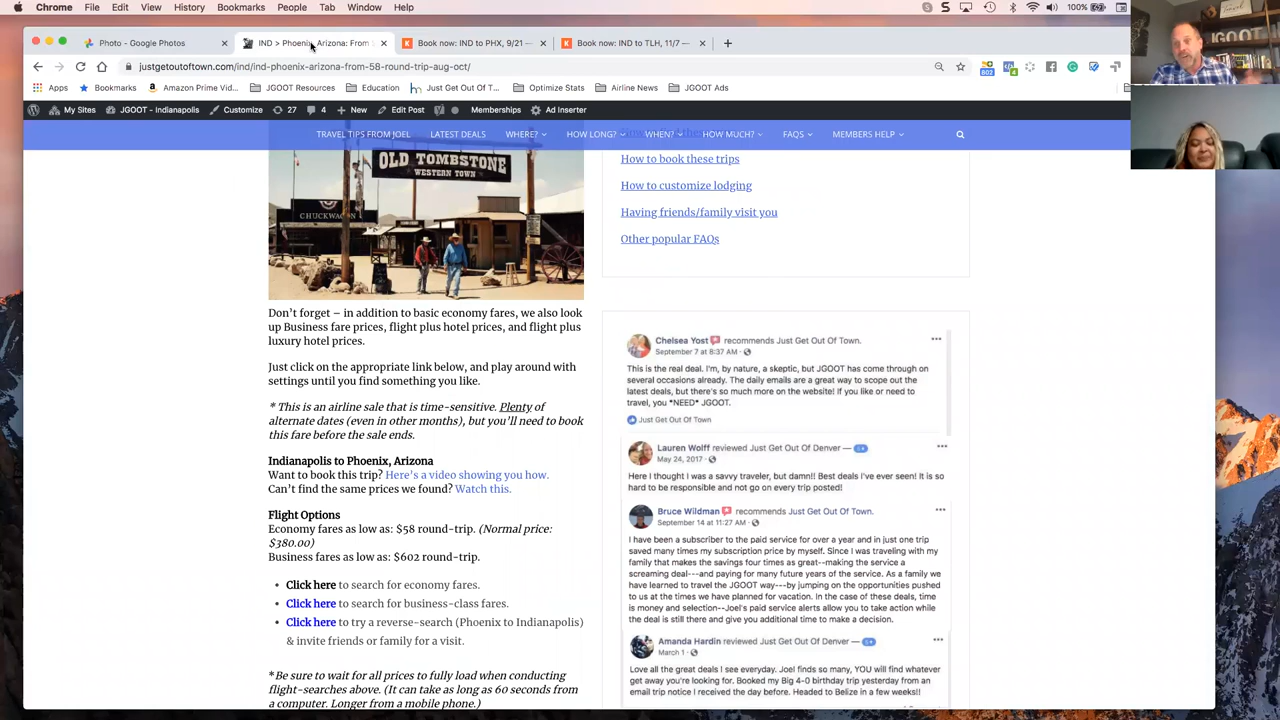 Chrome File Edit View History Bookmarks People Tab Window Help 100%
Photo - Google Photos
IND > Phoenix, Arizona: From
Book now: IND to PHX, 9/21 –
Book now: IND to TLH, 11/7 –
justgetoutoftown.com/ind/ind-phoenix-arizona-from-58-round-trip-aug-oct/
Apps Bookmarks Amazon Prime Vid... JGOOT Resources Education Just Get Out Of T... Optimize Stats Airline News JGOOT Ads
My Sites JGOOT - Indianapolis Customize 27 4 New Edit Post Memberships Ad Inserter
TRAVEL TIPS FROM JOEL LATEST DEALS WHERE? HOW LONG? WHEN? HOW MUCH? FAQS MEMBERS HELP
JGOOT
OLD TOMBSTONE
WESTERN TOWN
CHUCKWAGON
Don't forget – in addition to basic economy fares, we also look
up Business fare prices, flight plus hotel prices, and flight plus
luxury hotel prices.
Just click on the appropriate link below, and play around with
settings until you find something you like.
* This is an airline sale that is time-sensitive. Plenty of
alternate dates (even in other months), but you'll need to book
this fare before the sale ends.
Indianapolis to Phoenix, Arizona
Want to book this trip? Here's a video showing you how.
Can't find the same prices we found? Watch this.
Flight Options
Economy fares as low as: $58 round-trip. (Normal price:
$380.00)
Business fares as low as: $602 round-trip.
• Click here to search for economy fares.
• Click here to search for business-class fares.
• Click here to try a reverse-search (Phoenix to Indianapolis)
& invite friends or family for a visit.
*Be sure to wait for all prices to fully load when conducting
flight-searches above. (It can take as long as 60 seconds from
a computer. Longer from a mobile phone.)
How to book these trips
How to customize lodging
Having friends/family visit you
Other popular FAQs
Chelsea Yost recommends Just Get Out Of Town.
September 7 at 6:37 AM
This is the real deal. I'm, by nature, a skeptic, but JGOOT has come through on
several occasions already. The daily emails are a great way to scope out the
latest deals, but there's so much more on the website! If you like or need to
travel, you *NEED* JGOOT.
Just Get Out Of Town
Lauren Wolff reviewed Just Get Out Of Denver —
May 24, 2017
Here I thought I was a savvy traveler, but damn!! Best deals I've ever seen! It is so
hard to be responsible and not go on every trip posted!
Bruce Wildman recommends Just Get Out Of Town.
September 14 at 11:27 AM
I have been a subscriber to the paid service for over a year and in just one trip
saved many times my subscription price by myself. Since I was traveling with my
family that makes the savings four times as great--making the service a
screaming deal---and paying for many future years of the service. As a family we
have learned to travel the JGOOT way---by jumping on the opportunities pushed
to us at the times we have planned for vacation. In the case of these deals, time
is money and selection--Joel's paid service alerts allow you to take action while
the deal is still there and give you additional time to make a decision.
Amanda Hardin reviewed Just Get Out Of Denver —
March 1
Love all the great deals I see everyday. Joel finds so many, YOU will find whatever
get away you're looking for. Booked my Big 4-0 birthday trip yesterday from an
email trip notice I received the day before. Headed to Belize in a few weeks!!